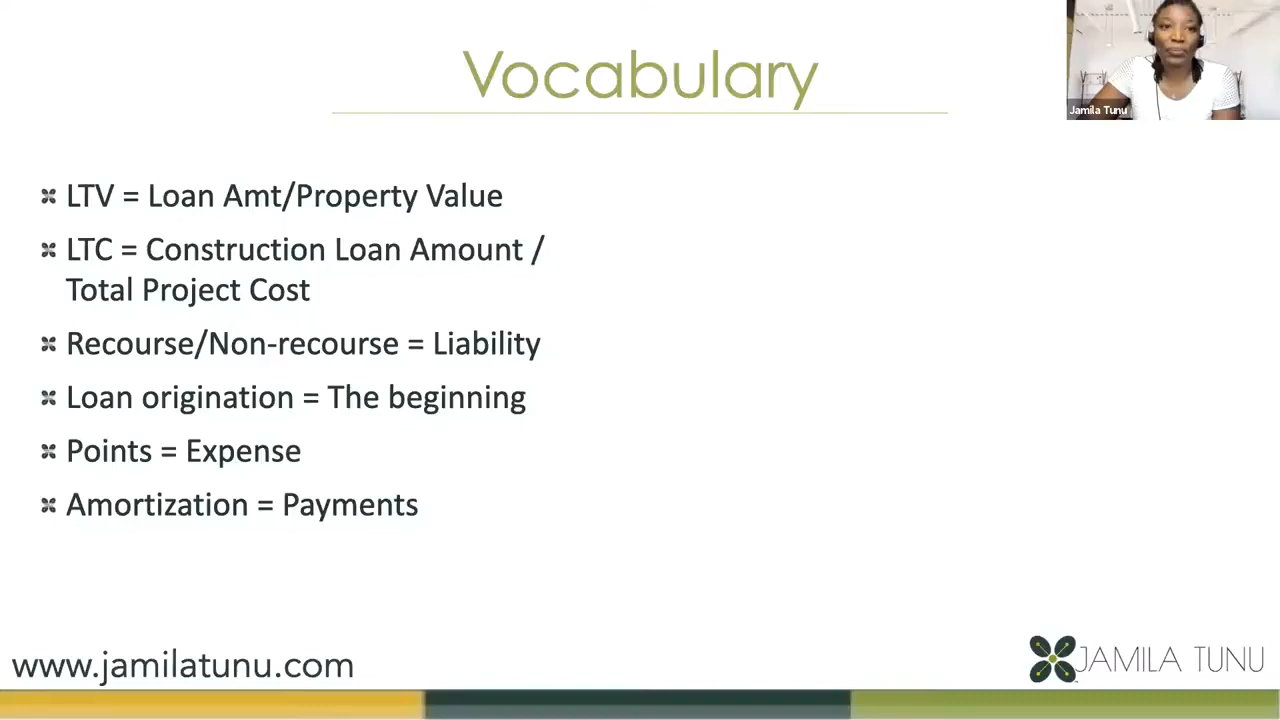 Vocabulary
Jamila Tunu
LTV = Loan Amt/Property Value
LTC = Construction Loan Amount /
Total Project Cost
Recourse/Non-recourse = Liability
Loan origination = The beginning
Points = Expense
Amortization = Payments
www.jamilatunu.com
JAMILA TUNU